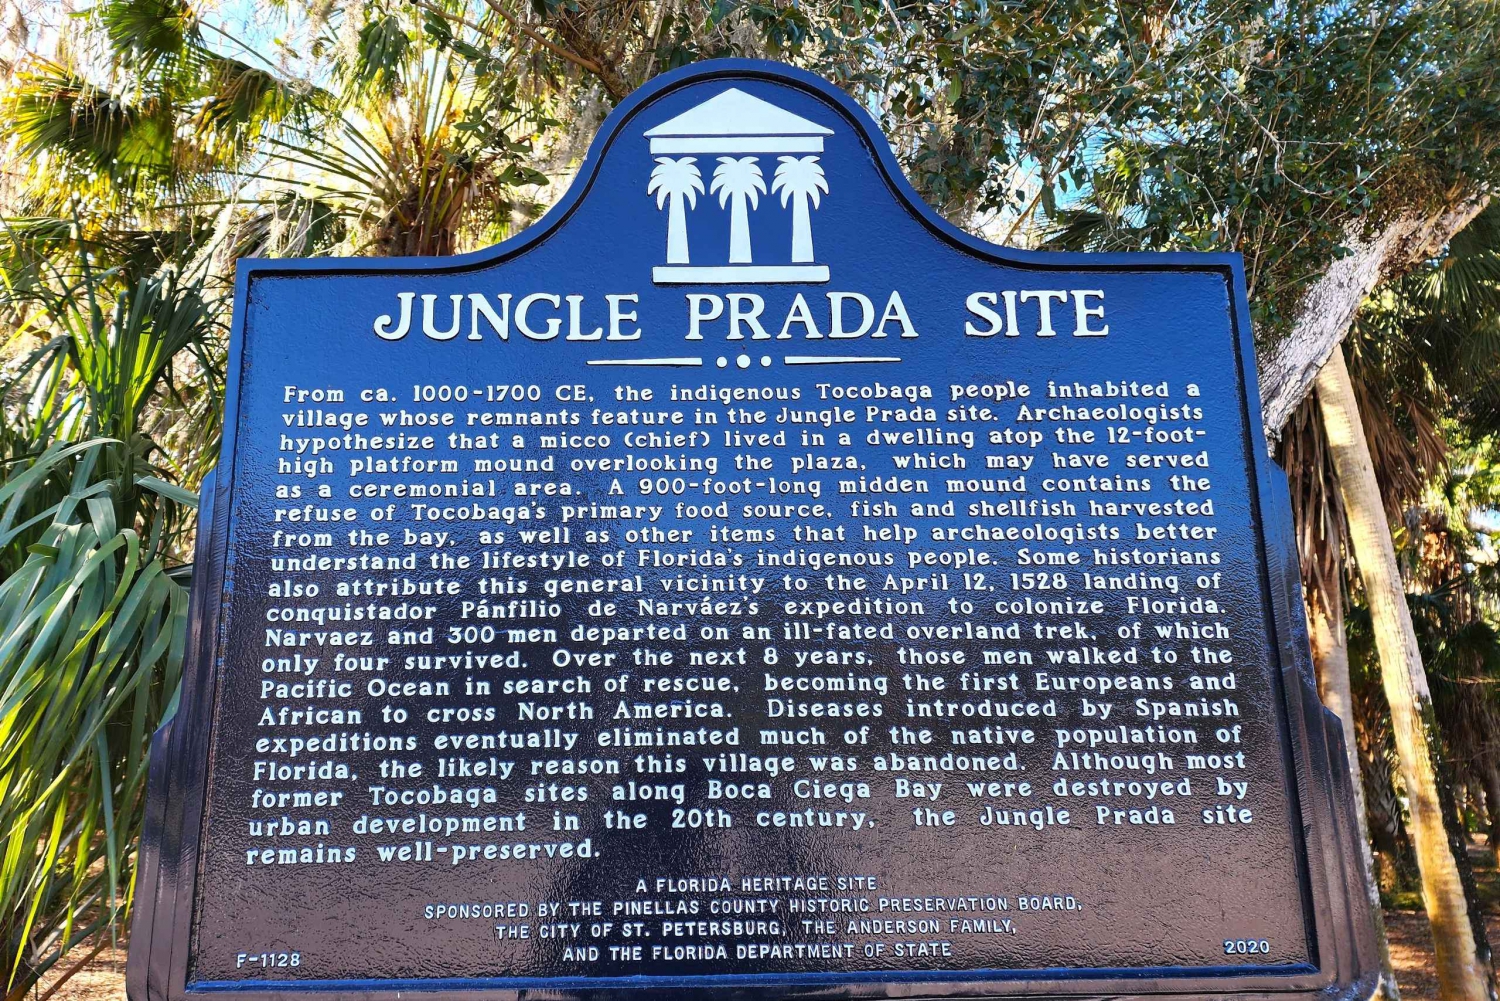 JUNGLE PRADA SITE
From ca. 1000-1700 CE, the indigenous Tocobaga people inhabited a
village whose remnants feature in the Jungle Prada site. Archaeologists
hypothesize that a micco (chief) lived in a dwelling atop the 12-foot-
high platform mound overlooking the plaza, which may have served
as a ceremonial area. A 900-foot-long midden mound contains the
refuse of Tocobaga's primary food source, fish and shellfish harvested
from the bay, as well as other items that help archaeologists better
understand the lifestyle of Florida's indigenous people. Some historians
also attribute this general vicinity to the April 12, 1528 landing of
conquistador Pánfilio de Narváez's expedition to colonize Florida.
Narvaez and 300 men departed on an ill-fated overland trek, of which
only four survived. Over the next 8 years, those men walked to the
Pacific Ocean in search of rescue, becoming the first Europeans and
African to cross North America. Diseases introduced by Spanish
expeditions eventually eliminated much of the native population of
Florida, the likely reason this village was abandoned. Although most
former Tocobaga sites along Boca Ciega Bay were destroyed by
urban development in the 20th century, the Jungle Prada site
remains well-preserved.
A FLORIDA HERITAGE SITE
SPONSORED BY THE PINELLAS COUNTY HISTORIC PRESERVATION BOARD,
THE CITY OF ST. PETERSBURG, THE ANDERSON FAMILY,
AND THE FLORIDA DEPARTMENT OF STATE
F-1128 2020